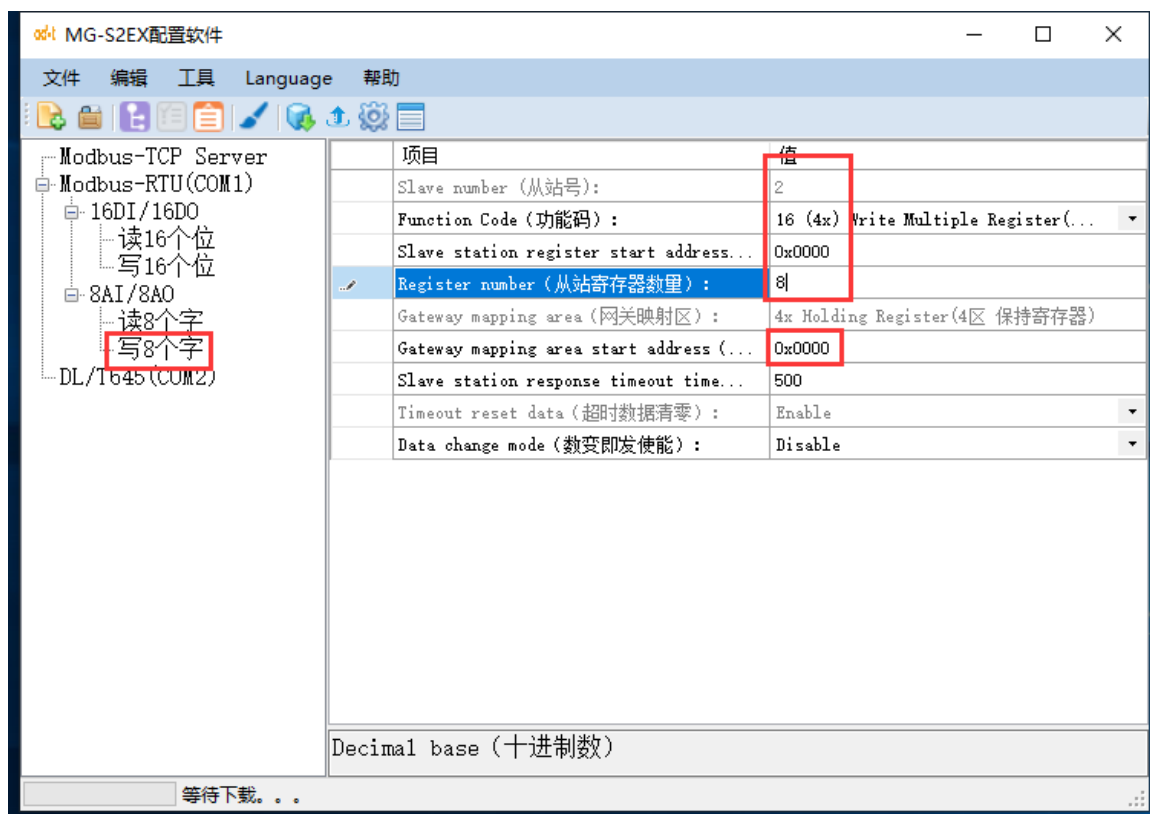 odt MG-S2EX配置软件
文件 编辑 工具 Language 帮助
Modbus-TCP Server
Modbus-RTU(COM1)
16DI/16DO
读16个位
写16个位
8AI/8AO
读8个字
写8个字
DL/T645(COM2)
项目 值
Slave number (从站号): 2
Function Code(功能码): 16 (4x) Write Multiple Register(...
Slave station register start address... 0x0000
Register number(从站寄存器数量): 8
Gateway mapping area(网关映射区): 4x Holding Register(4区 保持寄存器)
Gateway mapping area start address (... 0x0000
Slave station response timeout time... 500
Timeout reset data(超时数据清零): Enable
Data change mode(数变即发使能): Disable
Decimal base(十进制数)
等待下载。。。